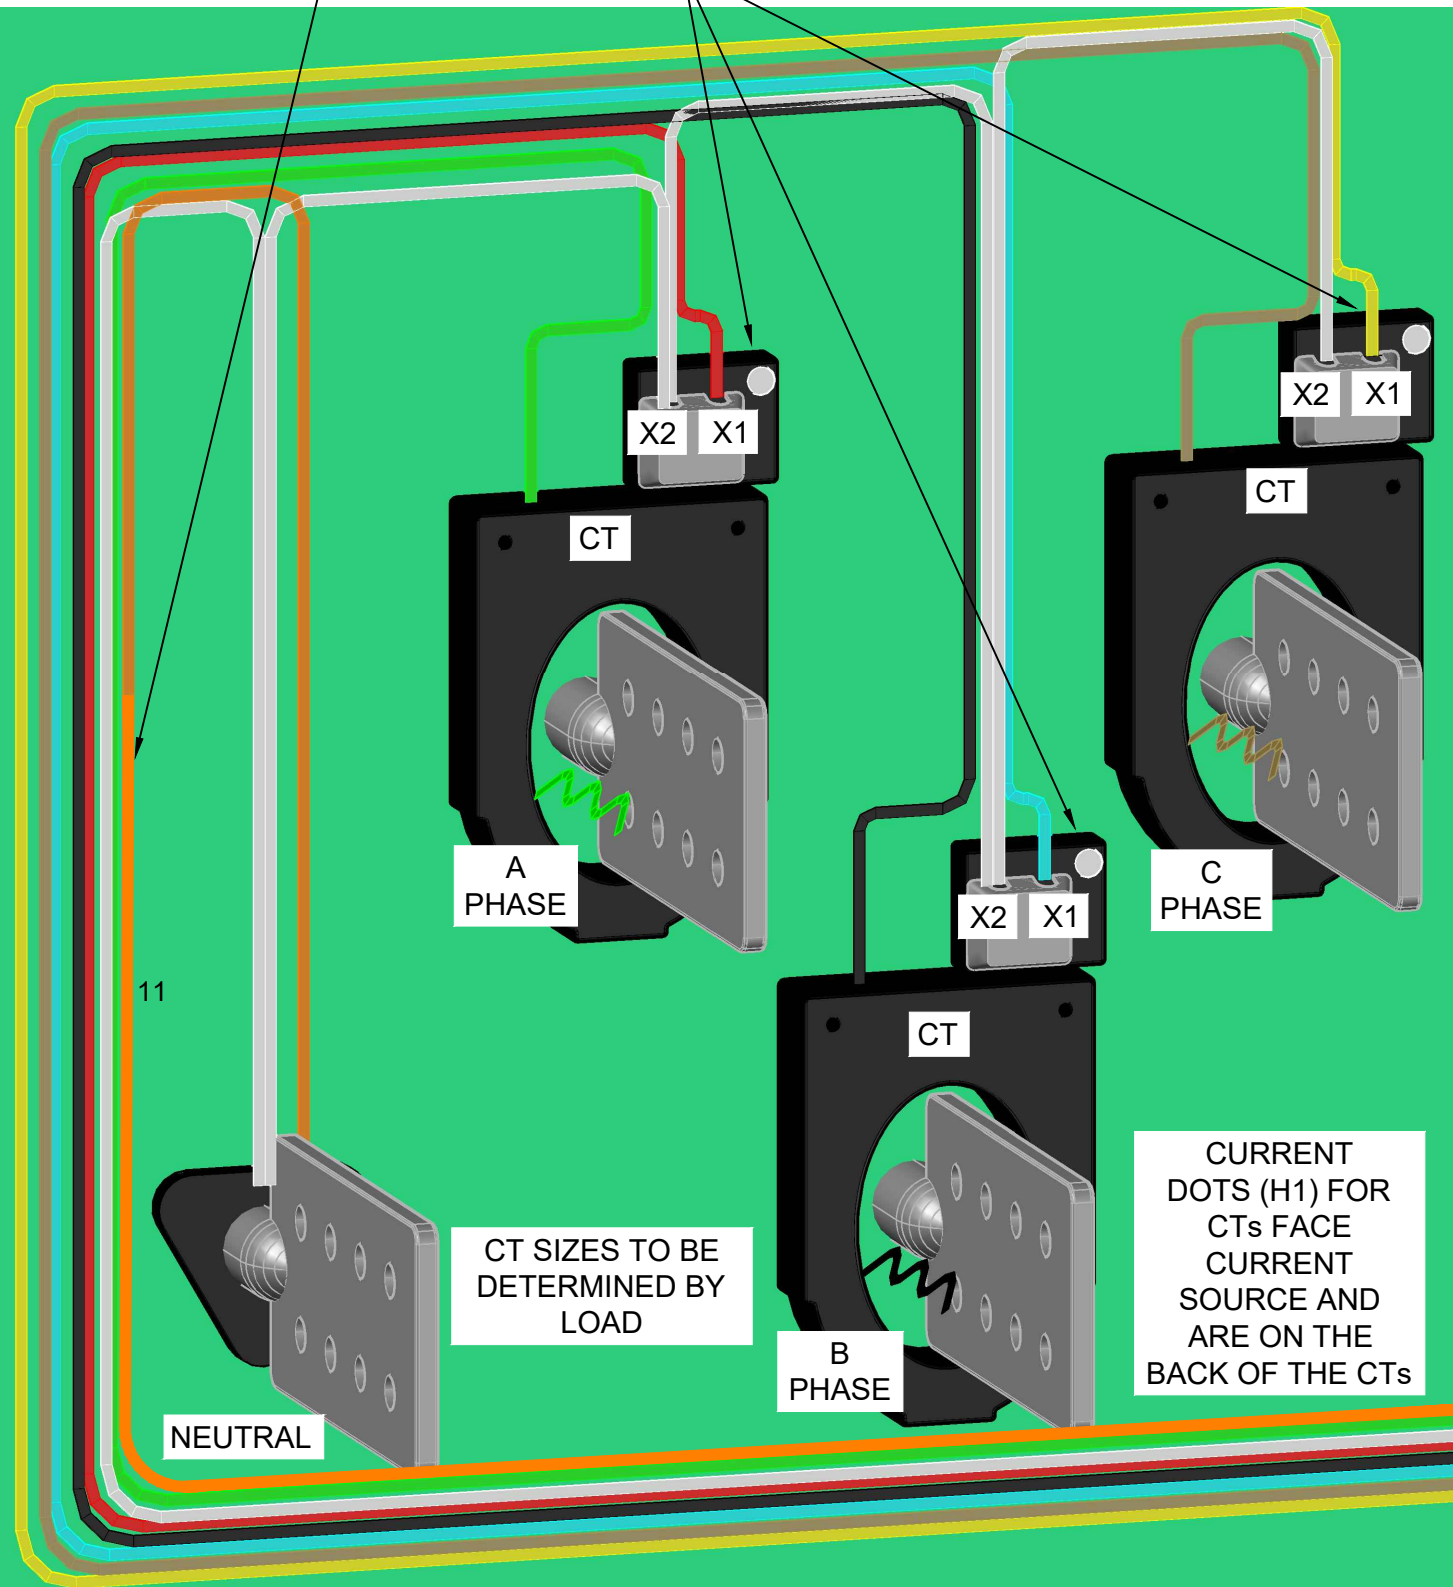 X2 X1
X2 X1
CT
CT
A
PHASE
C
PHASE
X2 X1
11
CT
CURRENT
DOTS (H1) FOR
CTs FACE
CURRENT
SOURCE AND
ARE ON THE
BACK OF THE CTs
CT SIZES TO BE
DETERMINED BY
LOAD
B
PHASE
NEUTRAL